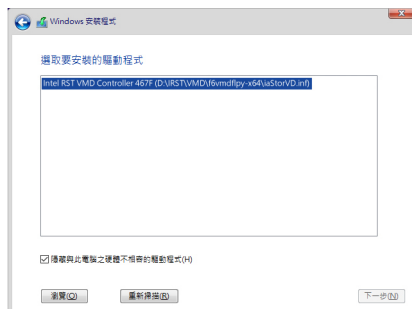 Windows 安裝程式
選取要安裝的驅動程式
Intel RST VMD Controller 467F (D:\IRST\VMD\f6vmdflpy-x64\iaStorVD.inf)
隱藏與此電腦之硬體不相容的驅動程式(H)
瀏覽(O) 重新掃描(R) 下一步(N)